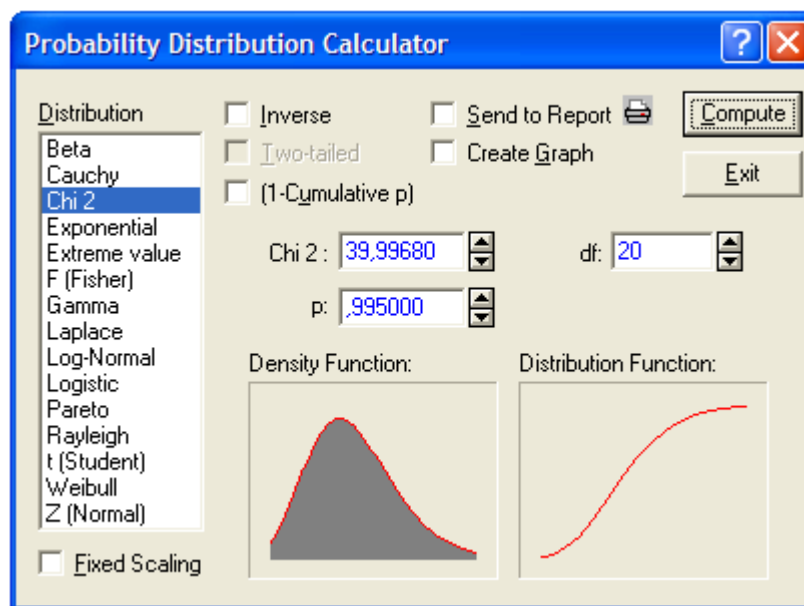 Probability Distribution Calculator
Distribution
Beta
Cauchy
Chi 2
Exponential
Extreme value
F (Fisher)
Gamma
Laplace
Log-Normal
Logistic
Pareto
Rayleigh
t (Student)
Weibull
Z (Normal)
Fixed Scaling
Inverse
Two-tailed
(1-Cumulative p)
Send to Report
Create Graph
Compute
Exit
Chi 2 : 39,99680
df: 20
p: ,995000
Density Function:
Distribution Function: